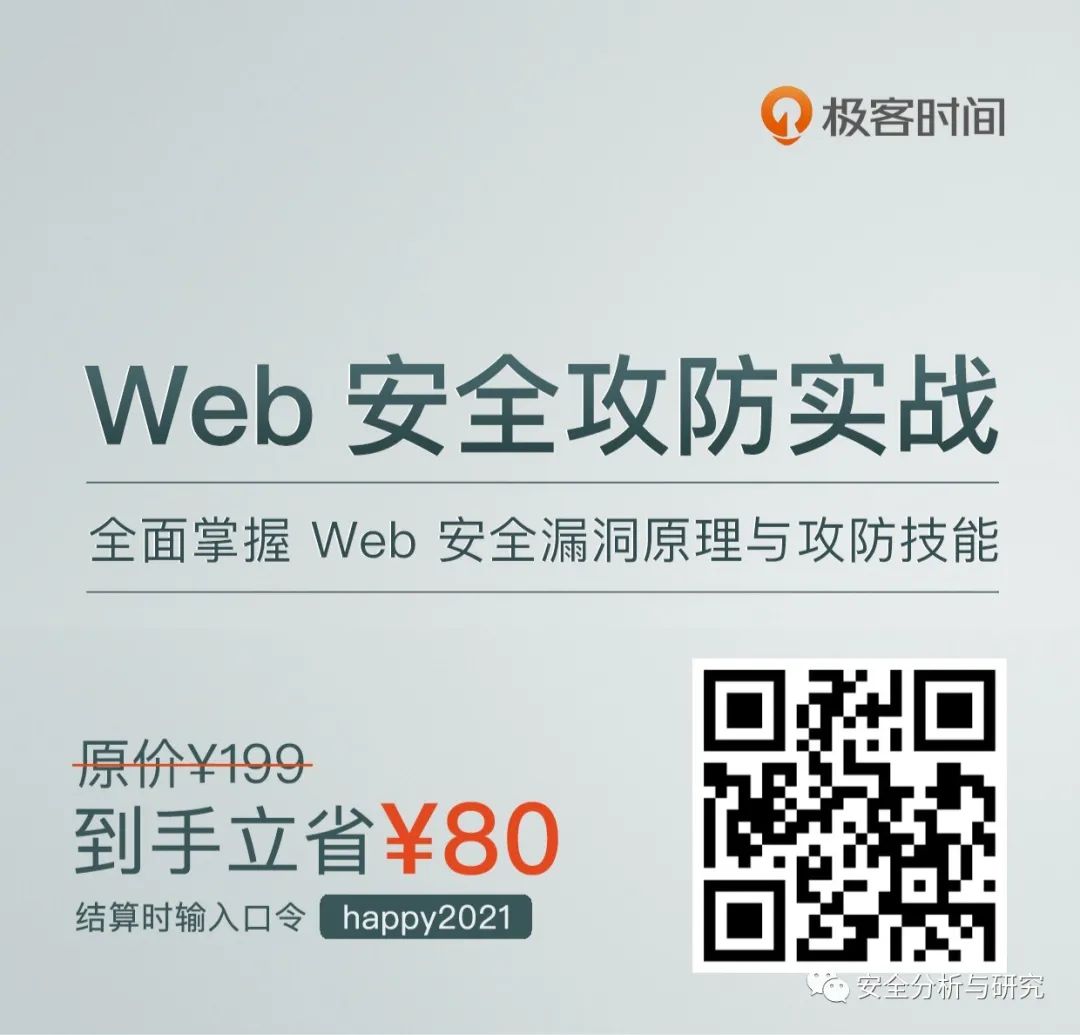 极客时间
Web 安全攻防实战
全面掌握 Web 安全漏洞原理与攻防技能
原价¥199
到手立省¥80
结算时输入口令 happy2021
安全分析与研究